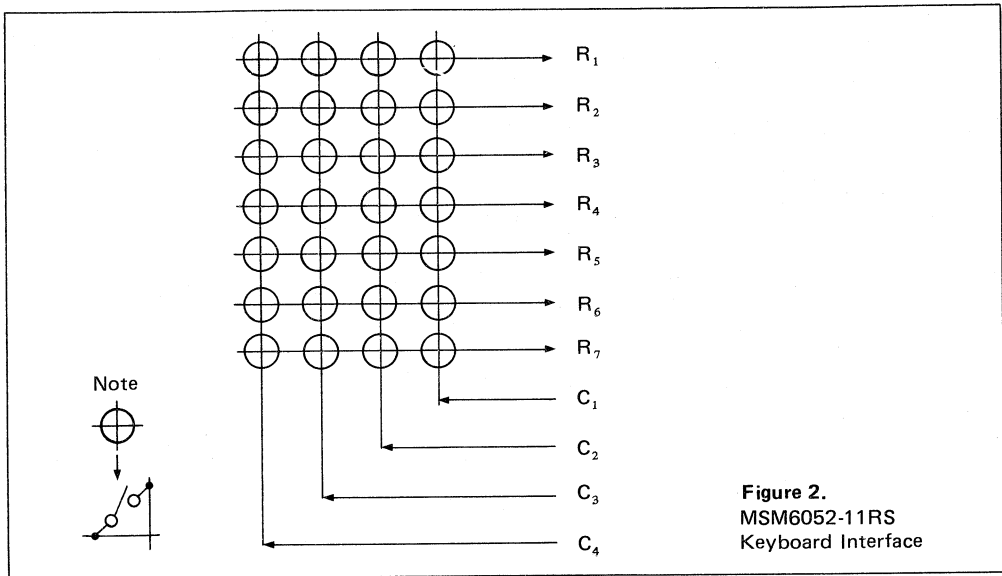 R₁
R₂
R₃
R₄
R₅
R₆
R₇
Note
C₁
C₂
C₃
C₄
Figure 2.
MSM6052-11RS
Keyboard Interface